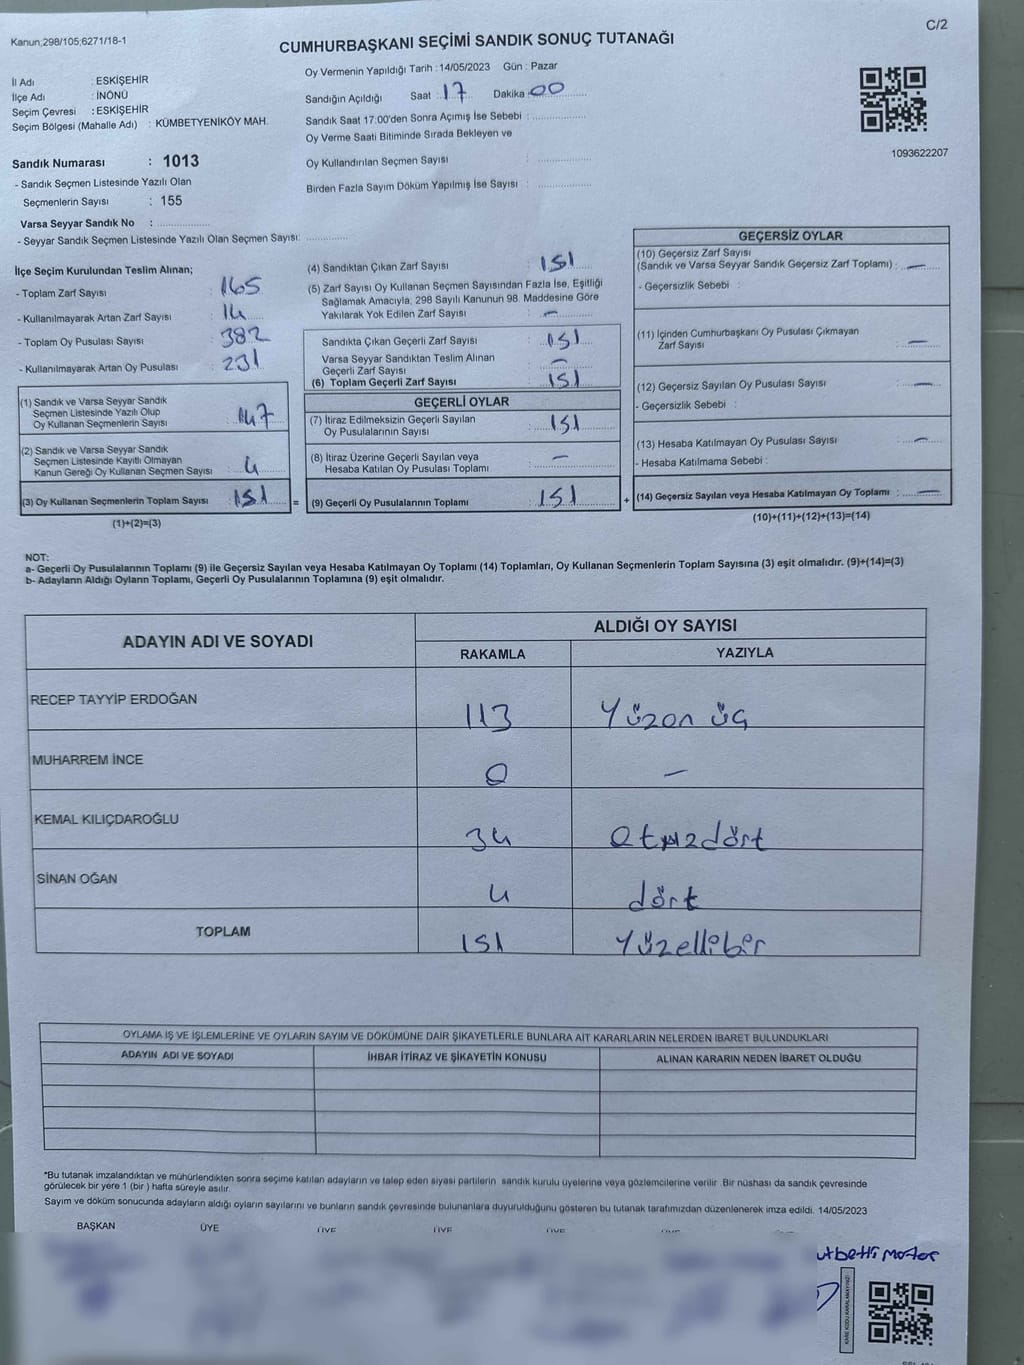 C/2
Kanun;298/105;6271/18-1
CUMHURBAŞKANI SEÇİMİ SANDIK SONUÇ TUTANAĞI
İl Adı : ESKİŞEHİR
İlçe Adı : İNÖNÜ
Seçim Çevresi : ESKİŞEHİR
Seçim Bölgesi (Mahalle Adı) : KÜMBETYENİKÖY MAH.
Sandık Numarası : 1013
- Sandık Seçmen Listesinde Yazılı Olan
Seçmenlerin Sayısı : 155
Varsa Seyyar Sandık No :
- Seyyar Sandık Seçmen Listesinde Yazılı Olan Seçmen Sayısı:
Oy Vermenin Yapıldığı Tarih :14/05/2023 Gün : Pazar
Sandığın Açıldığı Saat : 17 Dakika : 00
Sandık Saat 17:00'den Sonra Açımış İse Sebebi :
Oy Verme Saati Bitiminde Sırada Bekleyen ve
Oy Kullandırılan Seçmen Sayısı :
Birden Fazla Sayım Döküm Yapılmış İse Sayısı :
1093622207
İlçe Seçim Kurulundan Teslim Alınan;
- Toplam Zarf Sayısı : 165
- Kullanılmayarak Artan Zarf Sayısı : 14
- Toplam Oy Pusulası Sayısı : 382
- Kullanılmayarak Artan Oy Pusulası : 231
(1) Sandık ve Varsa Seyyar Sandık
Seçmen Listesinde Yazılı Olup
Oy Kullanan Seçmenlerin Sayısı : 147
(2) Sandık ve Varsa Seyyar Sandık
Seçmen Listesinde Kayıtlı Olmayan
Kanun Gereği Oy Kullanan Seçmen Sayısı : 4
(3) Oy Kullanan Seçmenlerin Toplam Sayısı : 151 =
(1)+(2)=(3)
(4) Sandıktan Çıkan Zarf Sayısı : 151
(5) Zarf Sayısı Oy Kullanan Seçmen Sayısından Fazla İse, Eşitliği
Sağlamak Amacıyla, 298 Sayılı Kanunun 98. Maddesine Göre
Yakılarak Yok Edilen Zarf Sayısı : –
Sandıkta Çıkan Geçerli Zarf Sayısı : 151
Varsa Seyyar Sandıktan Teslim Alınan
Geçerli Zarf Sayısı : –
(6) Toplam Geçerli Zarf Sayısı : 151
GEÇERLİ OYLAR
(7) İtiraz Edilmeksizin Geçerli Sayılan
Oy Pusulalarının Sayısı : 151
(8) İtiraz Üzerine Geçerli Sayılan veya
Hesaba Katılan Oy Pusulası Toplamı : –
(9) Geçerli Oy Pusulalarının Toplamı : 151 +
GEÇERSİZ OYLAR
(10) Geçersiz Zarf Sayısı
(Sandık ve Varsa Seyyar Sandık Geçersiz Zarf Toplamı) : –
- Geçersizlik Sebebi :
(11) İçinden Cumhurbaşkanı Oy Pusulası Çıkmayan
Zarf Sayısı : –
(12) Geçersiz Sayılan Oy Pusulası Sayısı : –
- Geçersizlik Sebebi :
(13) Hesaba Katılmayan Oy Pusulası Sayısı : –
- Hesaba Katılmama Sebebi :
(14) Geçersiz Sayılan veya Hesaba Katılmayan Oy Toplamı : –
(10)+(11)+(12)+(13)=(14)
NOT:
a- Geçerli Oy Pusulalarının Toplamı (9) ile Geçersiz Sayılan veya Hesaba Katılmayan Oy Toplamı (14) Toplamları, Oy Kullanan Seçmenlerin Toplam Sayısına (3) eşit olmalıdır. (9)+(14)=(3)
b- Adayların Aldığı Oyların Toplamı, Geçerli Oy Pusulalarının Toplamına (9) eşit olmalıdır.
ADAYIN ADI VE SOYADI ALDIĞI OY SAYISI
RAKAMLA YAZIYLA
RECEP TAYYİP ERDOĞAN 113 Yüzon üç
MUHARREM İNCE 0 –
KEMAL KILIÇDAROĞLU 34 Otuzdört
SİNAN OĞAN 4 dört
TOPLAM 151 Yüzellibir
OYLAMA İŞ VE İŞLEMLERİNE VE OYLARIN SAYIM VE DÖKÜMÜNE DAİR ŞİKAYETLERLE BUNLARA AİT KARARLARIN NELERDEN İBARET BULUNDUKLARI
ADAYIN ADI VE SOYADI İHBAR İTİRAZ VE ŞİKAYETİN KONUSU ALINAN KARARIN NEDEN İBARET OLDUĞU
*Bu tutanak imzalandıktan ve mühürlendikten sonra seçime katılan adayların ve talep eden siyasi partilerin sandık kurulu üyelerine veya gözlemcilerine verilir. Bir nüshası da sandık çevresinde
görülecek bir yere 1 (bir ) hafta süreyle asılır.
Sayım ve döküm sonucunda adayların aldığı oyların sayılarını ve bunların sandık çevresinde bulunanlara duyurulduğunu gösteren bu tutanak tarafımızdan düzenlenerek imza edildi. 14/05/2023
BAŞKAN ÜYE ÜYE ÜYE ÜYE
KARE KODU KARALAMAYINIZ!